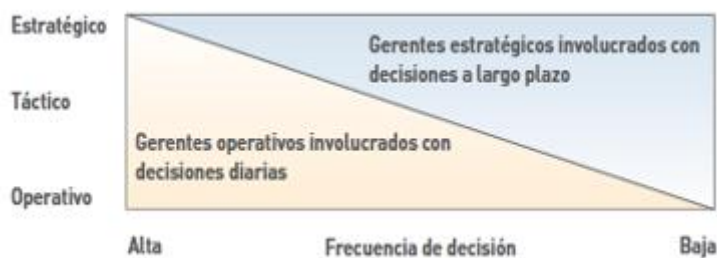 Estratégico
Gerentes estratégicos involucrados con
decisiones a largo plazo
Táctico
Gerentes operativos involucrados con
decisiones diarias
Operativo
Alta Frecuencia de decisión Baja